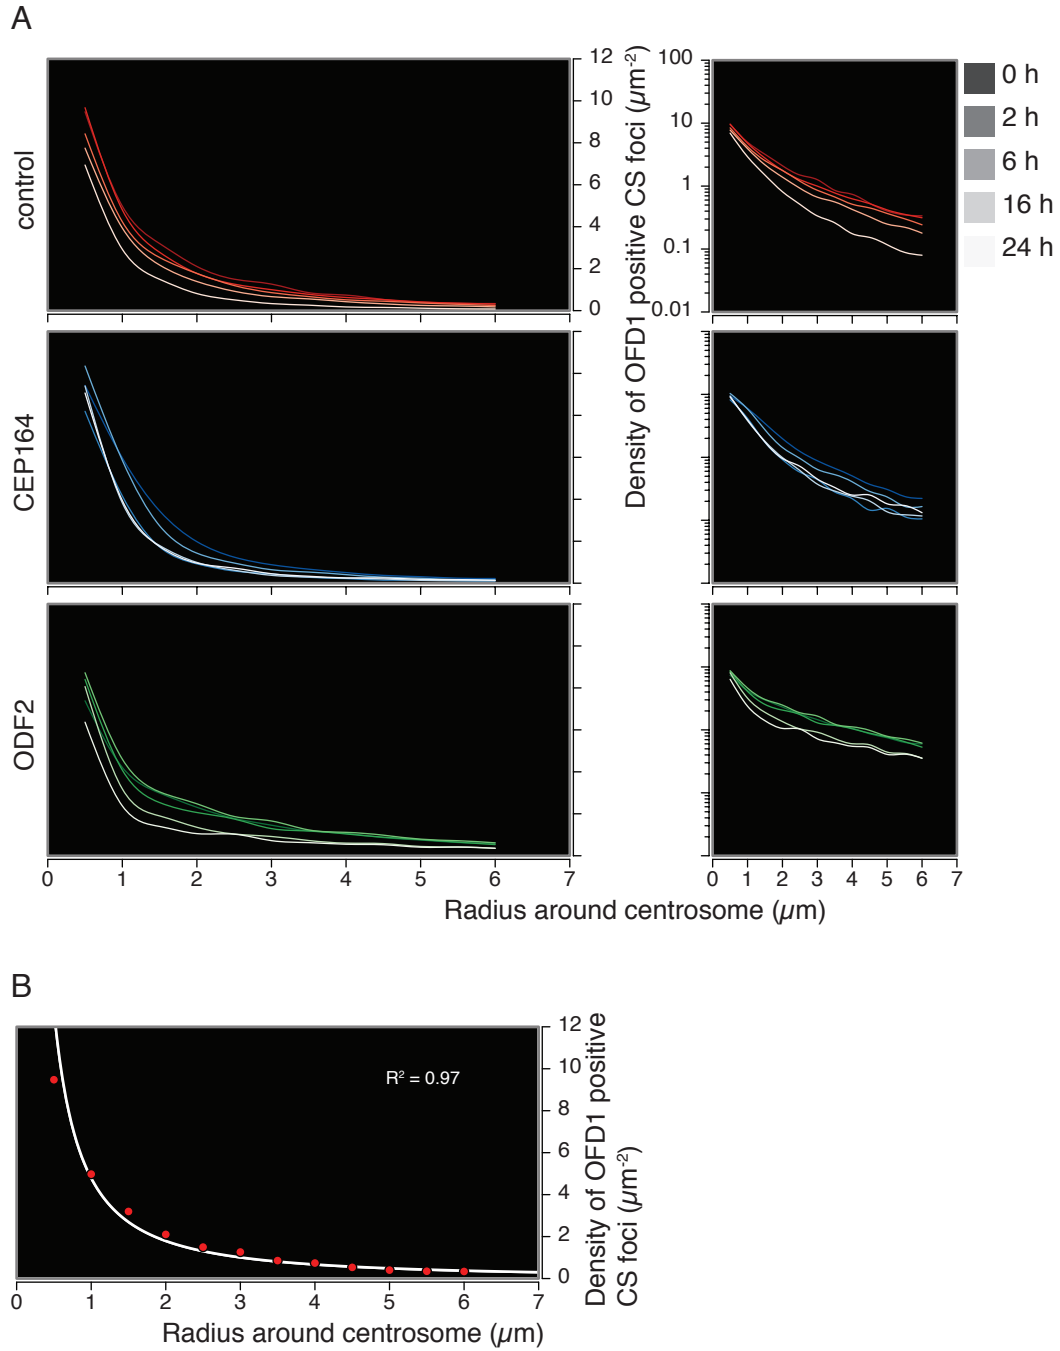 A
control
12
10
8
6
4
2
0
Density of OFD1 positive CS foci (µm⁻²)
100
10
1
0.1
0.01
0 h
2 h
6 h
16 h
24 h
CEP164
ODF2
0 1 2 3 4 5 6 7
0 1 2 3 4 5 6 7
Radius around centrosome (µm)
B
R² = 0.97
12
10
8
6
4
2
0
Density of OFD1 positive
CS foci (µm⁻²)
0 1 2 3 4 5 6 7
Radius around centrosome (µm)